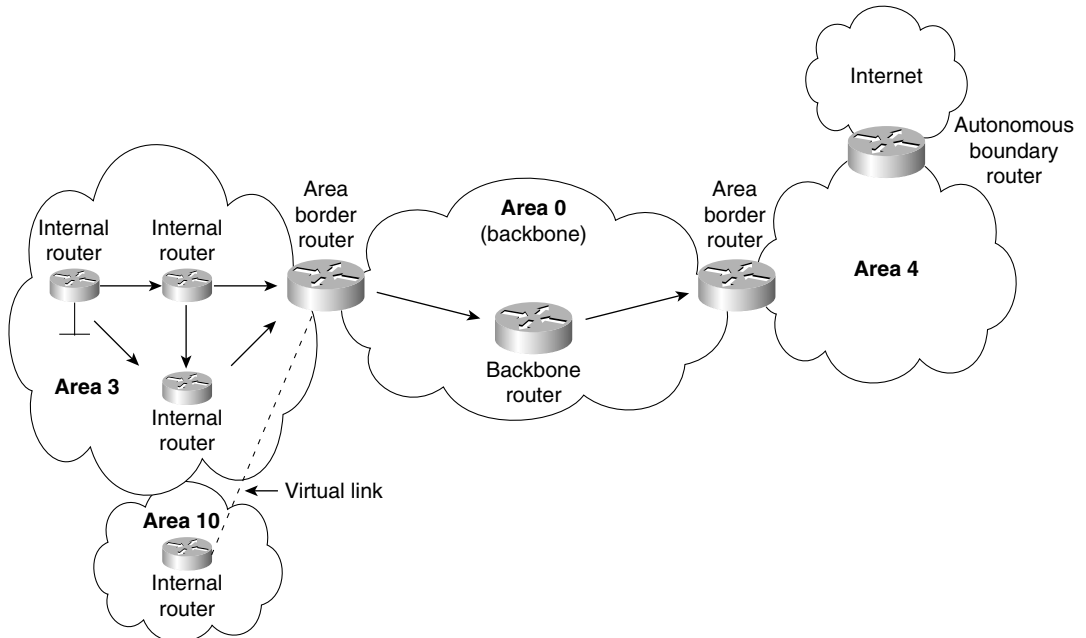 Internet
Autonomous
boundary
router
Area
border
router
Area 0
(backbone)
Area
border
router
Internal
router
Internal
router
Area 4
Backbone
router
Area 3
Internal
router
Virtual link
Area 10
Internal
router